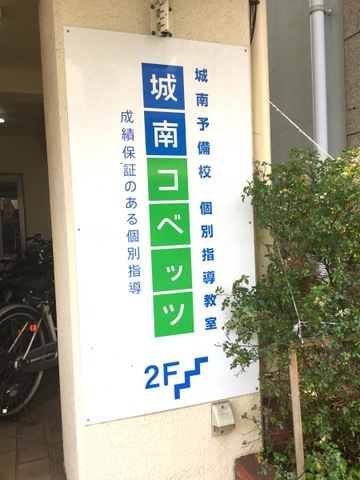 城南予備校 個別指導教室
城南コベッツ
成績保証のある個別指導
2F